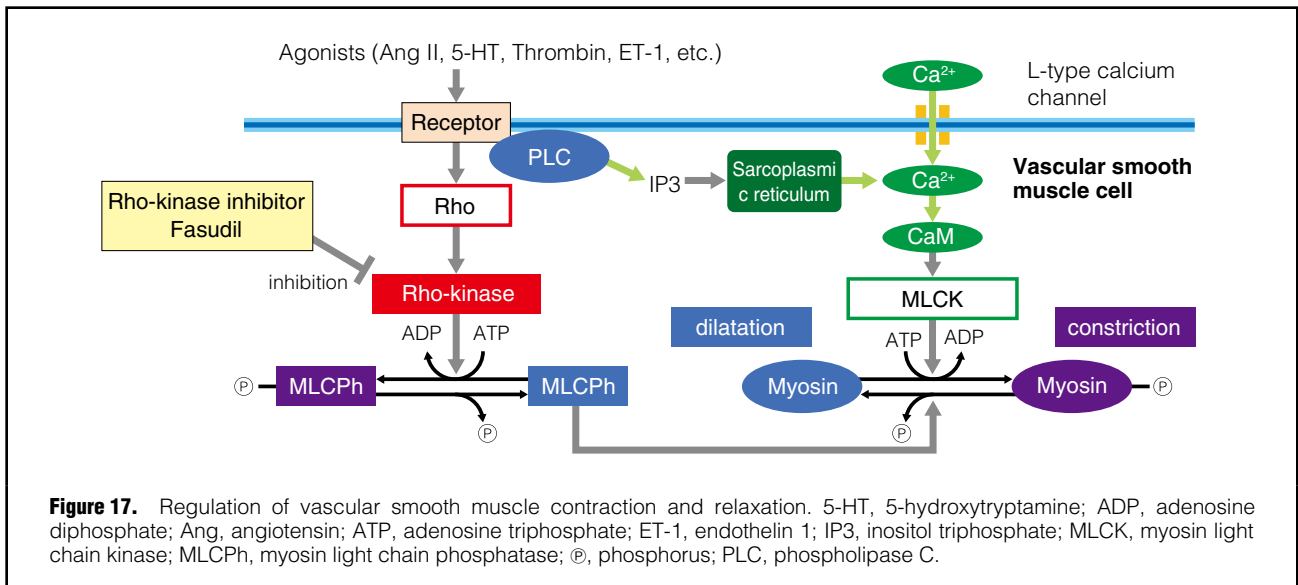 Agonists (Ang II, 5-HT, Thrombin, ET-1, etc.)
Ca2+
L-type calcium
channel
Receptor
PLC
IP3
Sarcoplasmi
c reticulum
Ca2+
Vascular smooth
muscle cell
Rho-kinase inhibitor
Fasudil
Rho
CaM
inhibition
Rho-kinase
MLCK
dilatation
constriction
ADP
ATP
ATP
ADP
Ⓟ
MLCPh
MLCPh
Myosin
Myosin
Ⓟ
Ⓟ
Ⓟ
Figure 17. Regulation of vascular smooth muscle contraction and relaxation. 5-HT, 5-hydroxytryptamine; ADP, adenosine
diphosphate; Ang, angiotensin; ATP, adenosine triphosphate; ET-1, endothelin 1; IP3, inositol triphosphate; MLCK, myosin light
chain kinase; MLCPh, myosin light chain phosphatase; Ⓟ, phosphorus; PLC, phospholipase C.